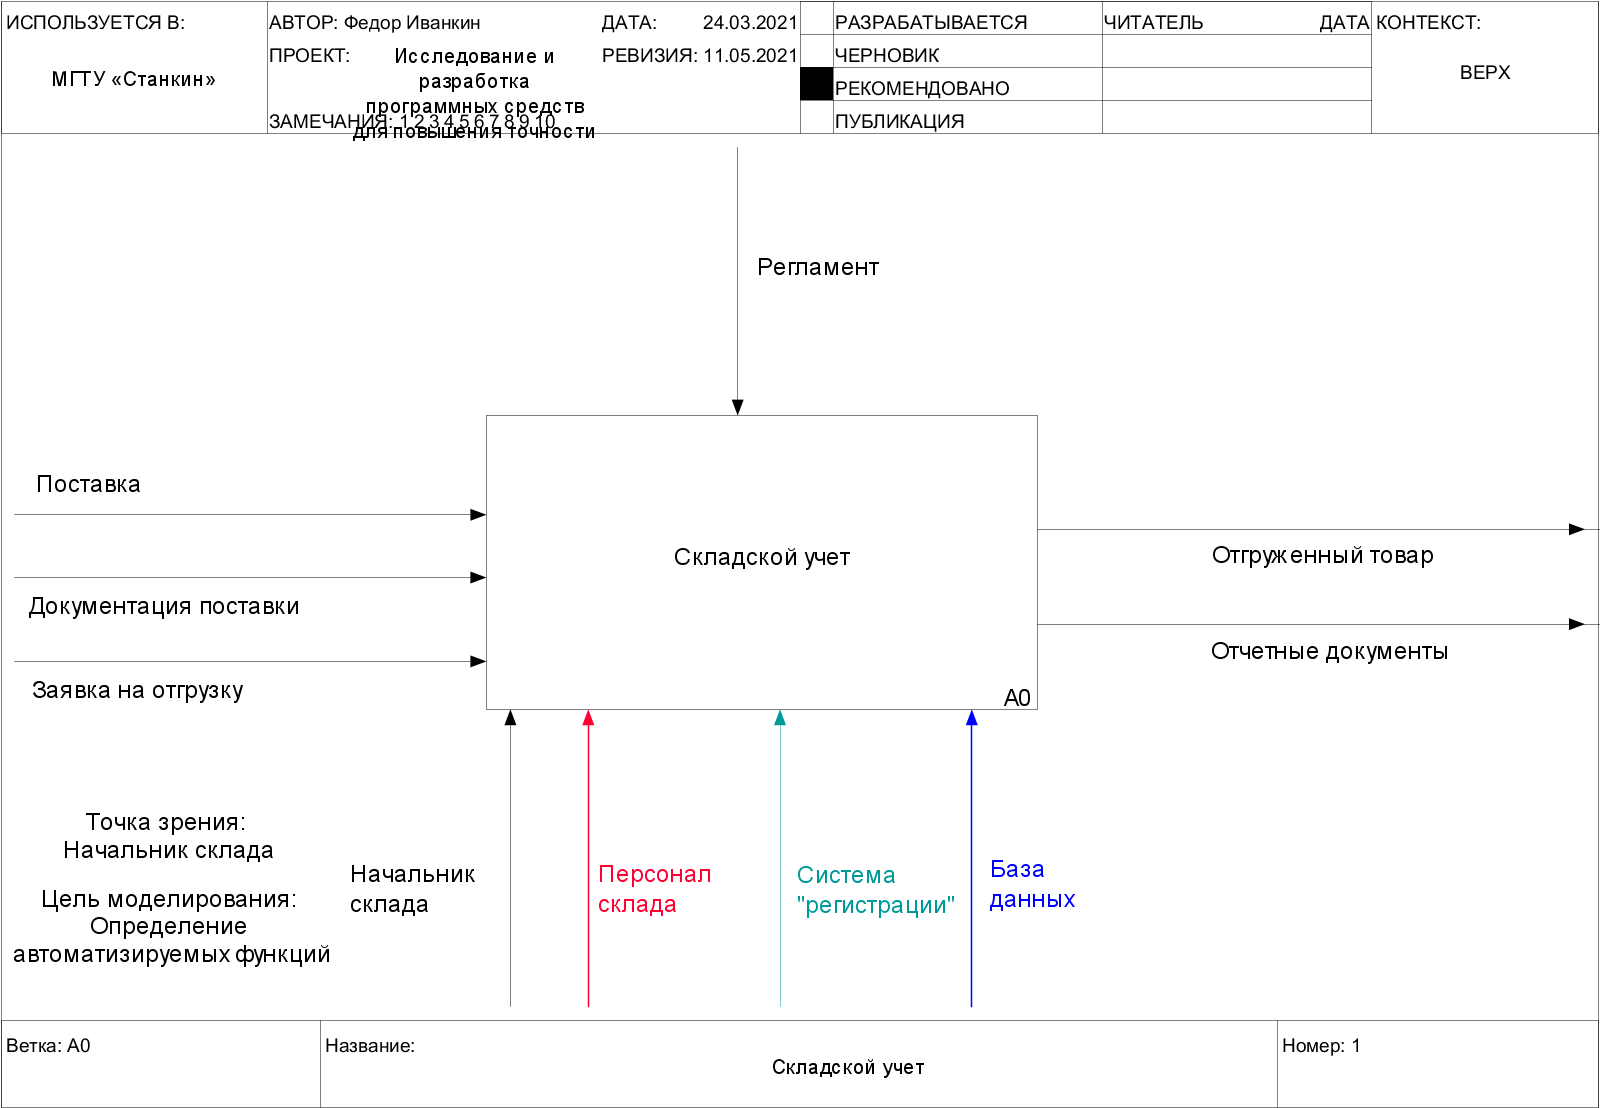 ИСПОЛЬЗУЕТСЯ В:
МГТУ «Станкин»
АВТОР: Федор Иванкин
ДАТА: 24.03.2021
ПРОЕКТ:
Исследование и
разработка
программных средств
для повышения точности
РЕВИЗИЯ: 11.05.2021
ЗАМЕЧАНИЯ: 1 2 3 4 5 6 7 8 9 10
РАЗРАБАТЫВАЕТСЯ
ЧЕРНОВИК
РЕКОМЕНДОВАНО
ПУБЛИКАЦИЯ
ЧИТАТЕЛЬ
ДАТА
КОНТЕКСТ:
ВЕРХ
Регламент
Поставка
Документация поставки
Заявка на отгрузку
Складской учет
A0
Отгруженный товар
Отчетные документы
Точка зрения:
Начальник склада
Цель моделирования:
Определение
автоматизируемых функций
Начальник
склада
Персонал
склада
Система
"регистрации"
База
данных
Ветка: A0
Название:
Складской учет
Номер: 1